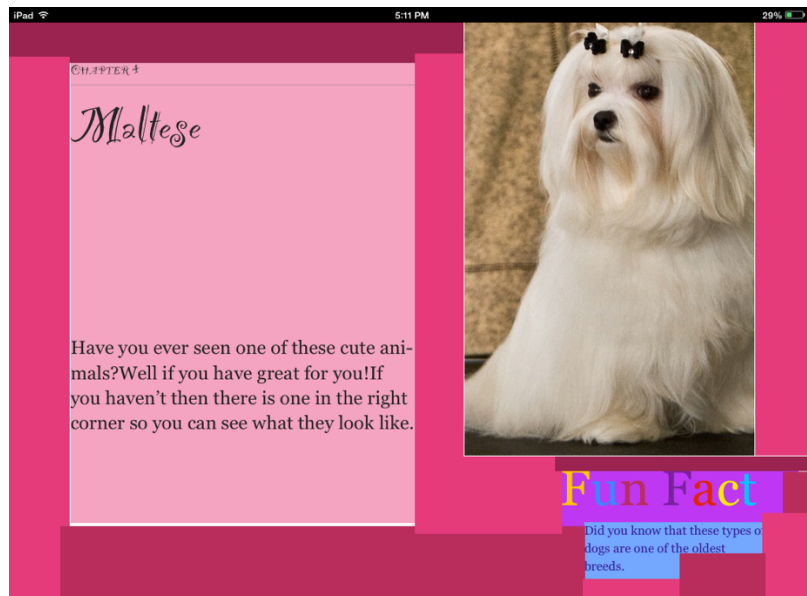 iPad
5:11 PM
29%
Chapter 4
Maltese
Have you ever seen one of these cute ani-
mals?Well if you have great for you!If
you haven't then there is one in the right
corner so you can see what they look like.
Fun Fact
Did you know that these types of
dogs are one of the oldest
breeds.